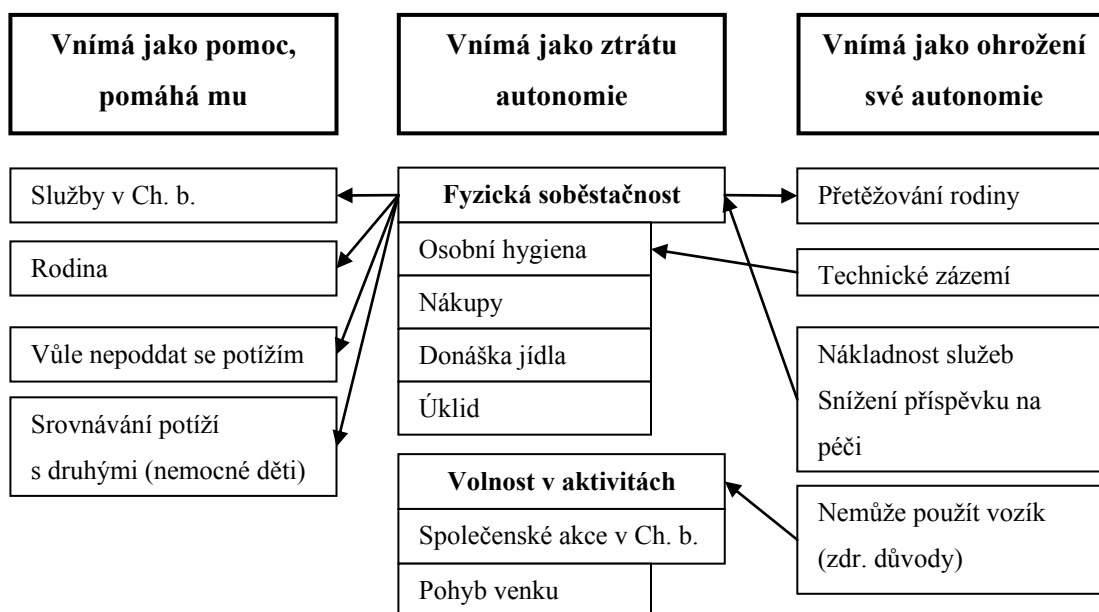 Vnímá jako pomoc,
pomáhá mu
Vnímá jako ztrátu
autonomie
Vnímá jako ohrožení
své autonomie
Služby v Ch. b.
Rodina
Vůle nepoddat se potížím
Srovnávání potíží
s druhými (nemocné děti)
Fyzická soběstačnost
Osobní hygiena
Nákupy
Donáška jídla
Úklid
Volnost v aktivitách
Společenské akce v Ch. b.
Pohyb venku
Přetěžování rodiny
Technické zázemí
Nákladnost služeb
Snížení příspěvku na
péči
Nemůže použít vozík
(zdr. důvody)